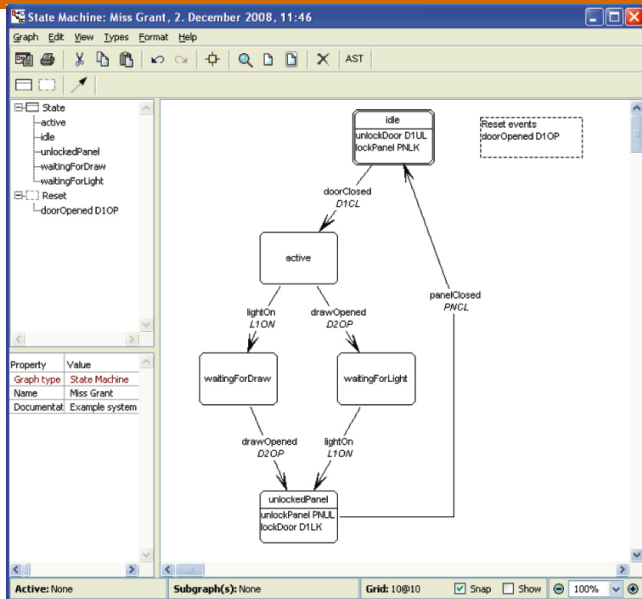 State Machine: Miss Grant, 2. December 2008, 11:46
Graph Edit View Types Format Help
AST
State
active
idle
unlockedPanel
waitingForDraw
waitingForLight
Reset
doorOpened D1OP
Property Value
Graph type State Machine
Name Miss Grant
Documentat Example system
idle
unlockDoor D1UL
lockPanel PNLK
Reset events
doorOpened D1OP
doorClosed
D1CL
active
panelClosed
PNCL
lightOn
L1ON
drawOpened
D2OP
waitingForDraw
waitingForLight
drawOpened
D2OP
lightOn
L1ON
unlockedPanel
unlockPanel PNUL
lockDoor D1LK
Active: None Subgraph(s): None Grid: 10@10 Snap Show 100%